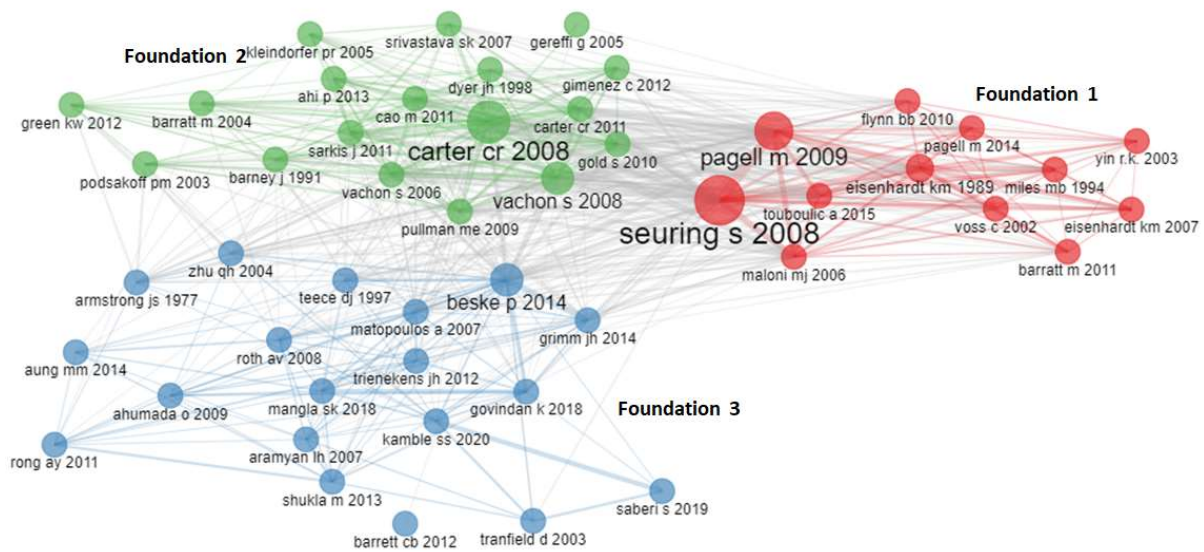 Foundation 2
kleindorfer pr 2005
srivastava sk 2007
gereffi g 2005
ahi p 2013
dyer jh 1998
gimenez c 2012
green kw 2012
barratt m 2004
cao m 2011
carter cr 2011
sarkis j 2011
carter cr 2008
gold s 2010
podsakoff pm 2003
barney j 1991
vachon s 2006
vachon s 2008
pullman me 2009
Foundation 1
flynn bb 2010
pagell m 2014
yin r.k. 2003
pagell m 2009
eisenhardt km 1989
miles mb 1994
touboulic a 2015
seuring s 2008
voss c 2002
eisenhardt km 2007
maloni mj 2006
barratt m 2011
zhu qh 2004
armstrong js 1977
teece dj 1997
beske p 2014
matopoulos a 2007
grimm jh 2014
roth av 2008
aung mm 2014
trienekens jh 2012
ahumada o 2009
mangla sk 2018
govindan k 2018
Foundation 3
kamble ss 2020
rong ay 2011
aramyan lh 2007
shukla m 2013
saberi s 2019
barrett cb 2012
tranfield d 2003